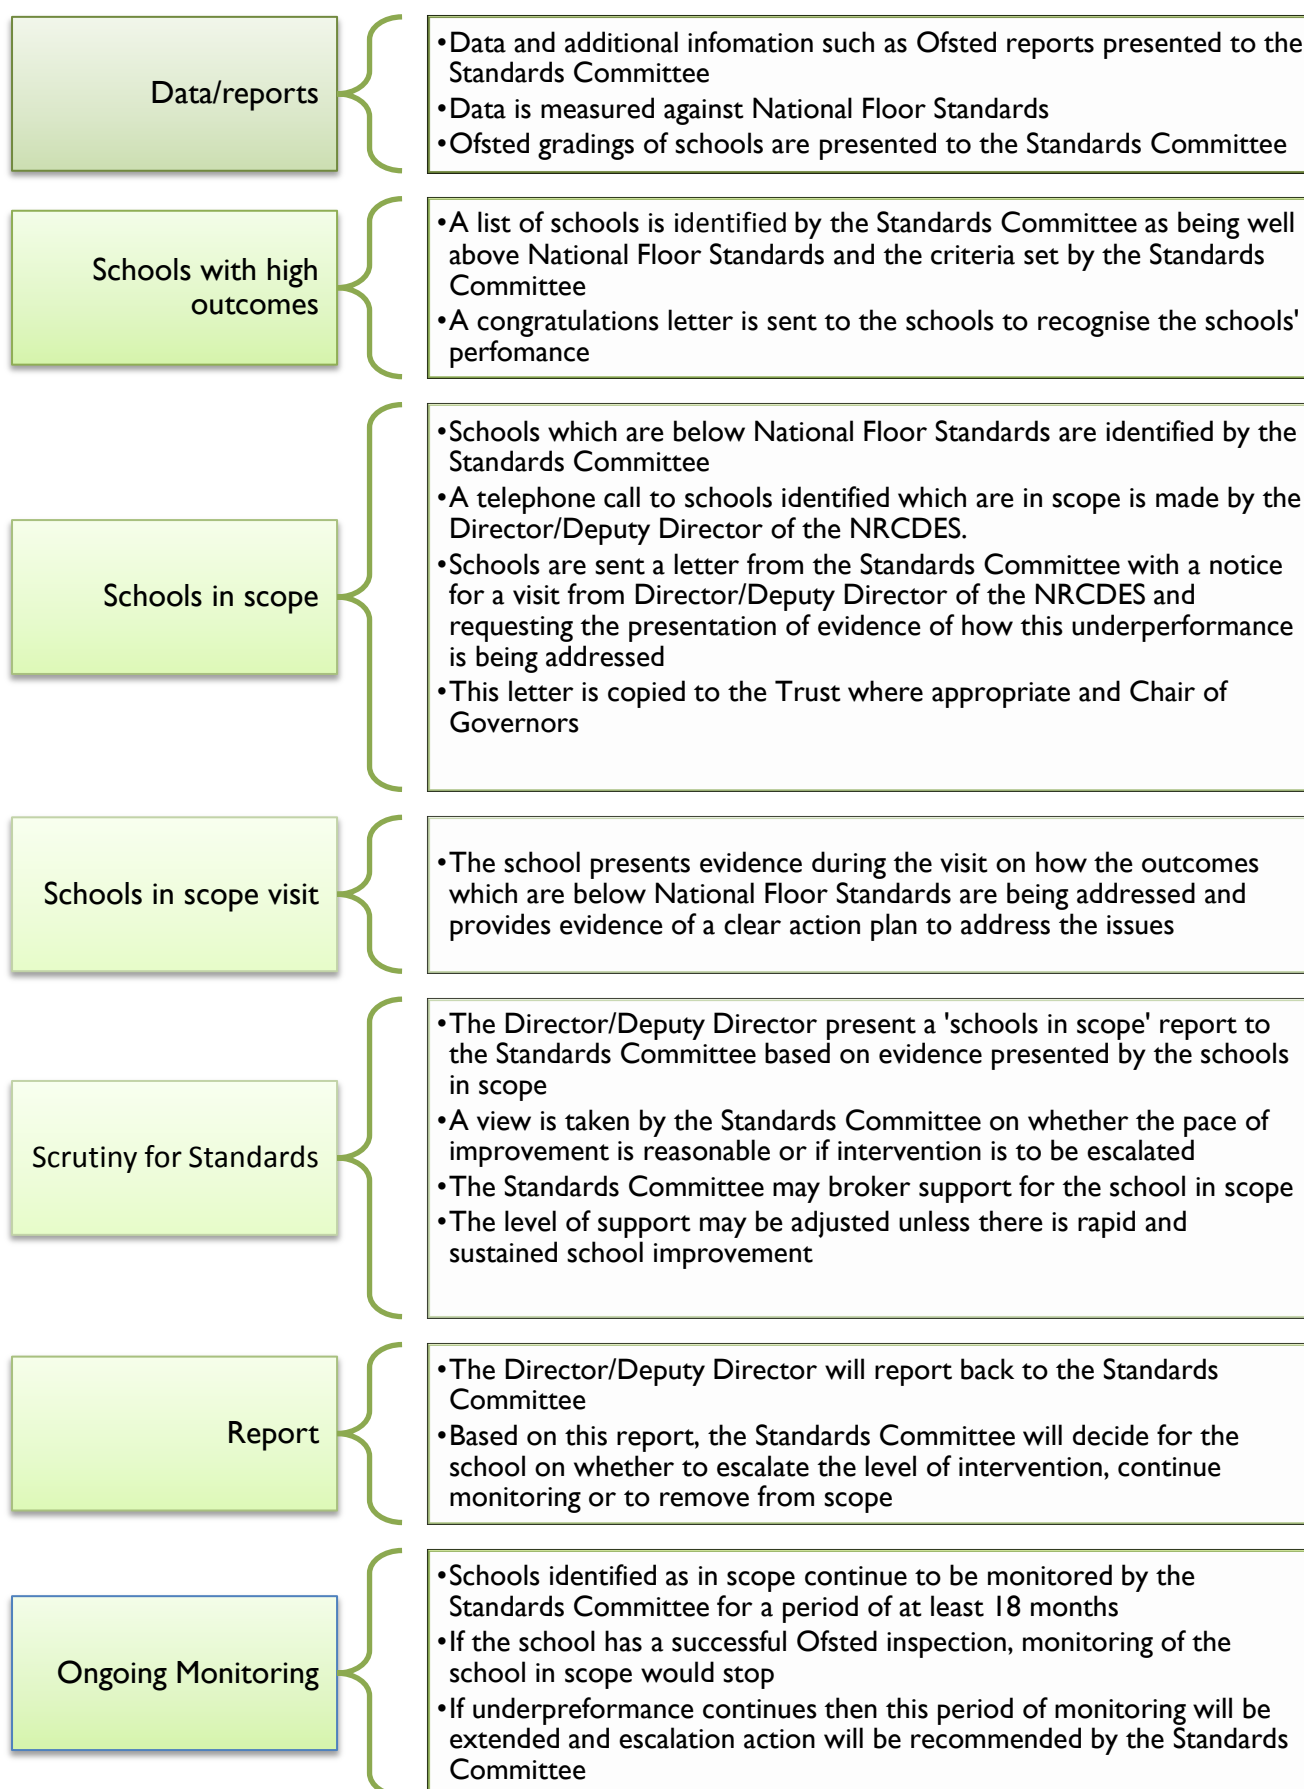 Data/reports
•Data and additional infomation such as Ofsted reports presented to the
Standards Committee
•Data is measured against National Floor Standards
•Ofsted gradings of schools are presented to the Standards Committee
Schools with high
outcomes
•A list of schools is identified by the Standards Committee as being well
above National Floor Standards and the criteria set by the Standards
Committee
•A congratulations letter is sent to the schools to recognise the schools'
perfomance
Schools in scope
•Schools which are below National Floor Standards are identified by the
Standards Committee
•A telephone call to schools identified which are in scope is made by the
Director/Deputy Director of the NRCDES.
•Schools are sent a letter from the Standards Committee with a notice
for a visit from Director/Deputy Director of the NRCDES and
requesting the presentation of evidence of how this underperformance
is being addressed
•This letter is copied to the Trust where appropriate and Chair of
Governors
Schools in scope visit
•The school presents evidence during the visit on how the outcomes
which are below National Floor Standards are being addressed and
provides evidence of a clear action plan to address the issues
Scrutiny for Standards
•The Director/Deputy Director present a 'schools in scope' report to
the Standards Committee based on evidence presented by the schools
in scope
•A view is taken by the Standards Committee on whether the pace of
improvement is reasonable or if intervention is to be escalated
•The Standards Committee may broker support for the school in scope
•The level of support may be adjusted unless there is rapid and
sustained school improvement
Report
•The Director/Deputy Director will report back to the Standards
Committee
•Based on this report, the Standards Committee will decide for the
school on whether to escalate the level of intervention, continue
monitoring or to remove from scope
Ongoing Monitoring
•Schools identified as in scope continue to be monitored by the
Standards Committee for a period of at least 18 months
•If the school has a successful Ofsted inspection, monitoring of the
school in scope would stop
•If underpreformance continues then this period of monitoring will be
extended and escalation action will be recommended by the Standards
Committee